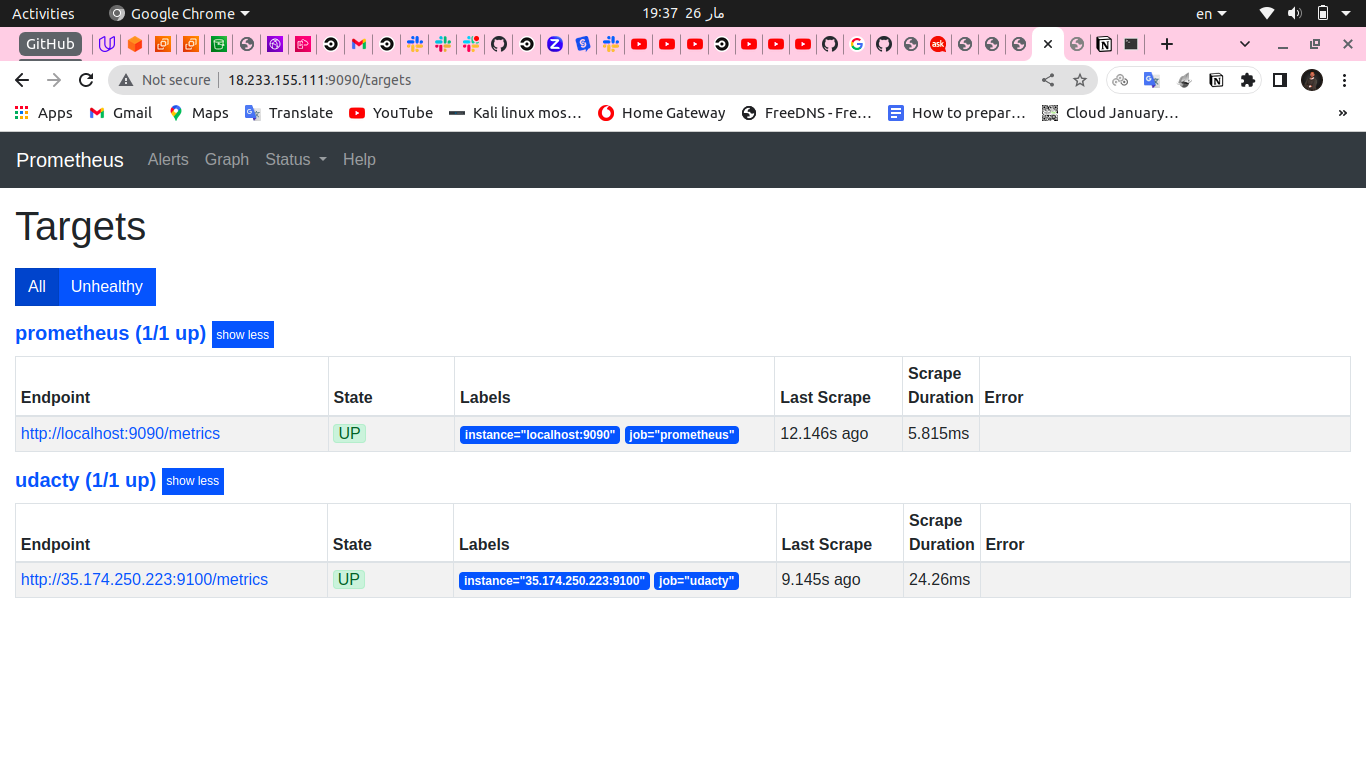 Activities Google Chrome 19:37 26 مار en
GitHub
Not secure 18.233.155.111:9090/targets
Apps Gmail Maps Translate YouTube Kali linux mos… Home Gateway FreeDNS - Fre… How to prepar… Cloud January,… »
Prometheus Alerts Graph Status Help
Targets
All Unhealthy
prometheus (1/1 up) show less
Endpoint State Labels Last Scrape Scrape Duration Error
http://localhost:9090/metrics UP instance="localhost:9090" job="prometheus" 12.146s ago 5.815ms
udacty (1/1 up) show less
Endpoint State Labels Last Scrape Scrape Duration Error
http://35.174.250.223:9100/metrics UP instance="35.174.250.223:9100" job="udacty" 9.145s ago 24.26ms